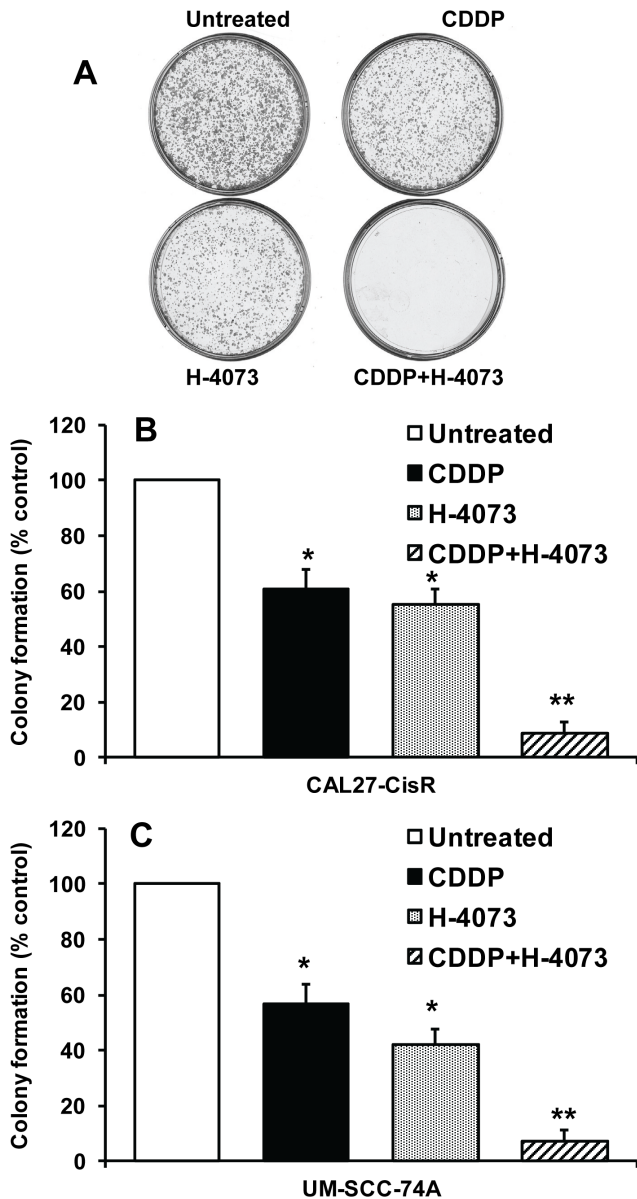 Untreated CDDP
A
H-4073 CDDP+H-4073
B
Colony formation (% control)
120
100
80
60
40
20
0
Untreated
CDDP
H-4073
CDDP+H-4073
*
*
**
CAL27-CisR
C
Colony formation (% control)
120
100
80
60
40
20
0
Untreated
CDDP
H-4073
CDDP+H-4073
*
*
**
UM-SCC-74A